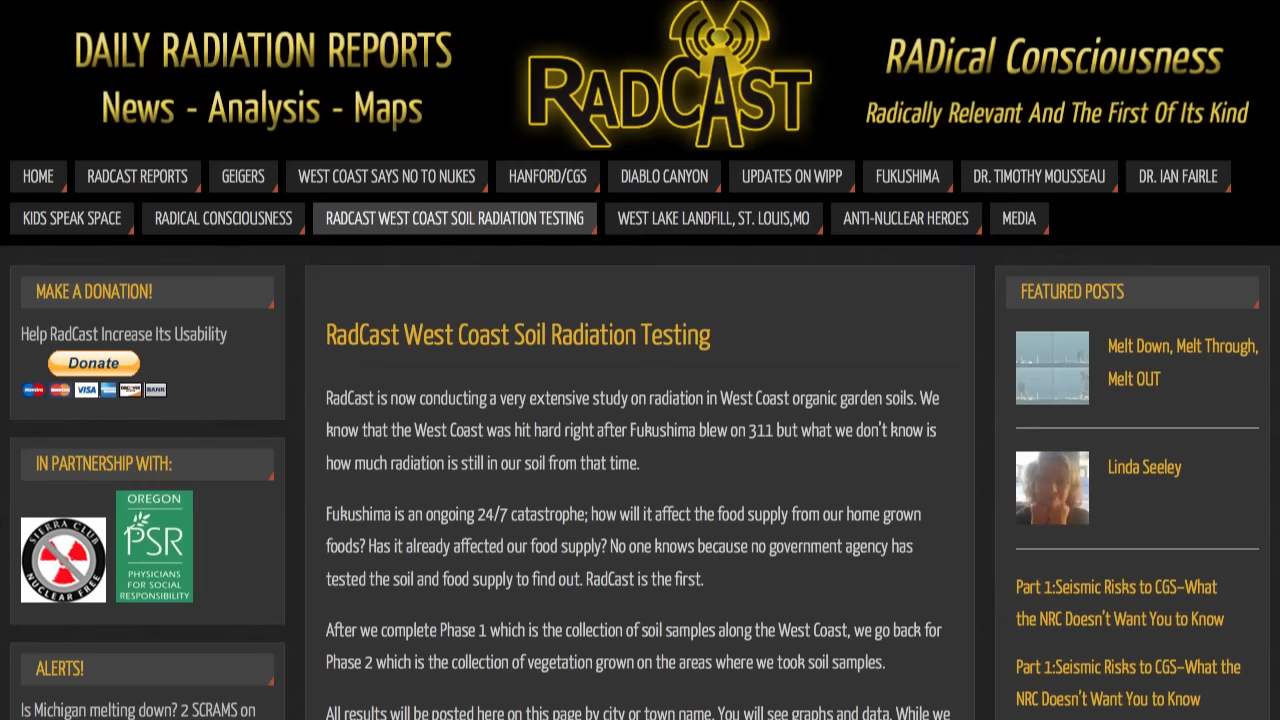 DAILY RADIATION REPORTS
News - Analysis - Maps
RADCAST
RADical Consciousness
Radically Relevant And The First Of Its Kind
HOME
RADCAST REPORTS
GEIGERS
WEST COAST SAYS NO TO NUKES
HANFORD/CGS
DIABLO CANYON
UPDATES ON WIPP
FUKUSHIMA
DR. TIMOTHY MOUSSEAU
DR. IAN FAIRLE
KIDS SPEAK SPACE
RADICAL CONSCIOUSNESS
RADCAST WEST COAST SOIL RADIATION TESTING
WEST LAKE LANDFILL, ST. LOUIS,MO
ANTI-NUCLEAR HEROES
MEDIA
MAKE A DONATION!
Help RadCast Increase Its Usability
Donate
VISA
BANK
IN PARTNERSHIP WITH:
SIERRA CLUB
NUCLEAR FREE
OREGON
PSR
PHYSICIANS
FOR SOCIAL
RESPONSIBILITY
ALERTS!
Is Michigan melting down? 2 SCRAMS on
RadCast West Coast Soil Radiation Testing
RadCast is now conducting a very extensive study on radiation in West Coast organic garden soils. We
know that the West Coast was hit hard right after Fukushima blew on 311 but what we don't know is
how much radiation is still in our soil from that time.
Fukushima is an ongoing 24/7 catastrophe; how will it affect the food supply from our home grown
foods? Has it already affected our food supply? No one knows because no government agency has
tested the soil and food supply to find out. RadCast is the first.
After we complete Phase 1 which is the collection of soil samples along the West Coast, we go back for
Phase 2 which is the collection of vegetation grown on the areas where we took soil samples.
All results will be posted here on this page by city or town name. You will see graphs and data. While we
FEATURED POSTS
Melt Down, Melt Through,
Melt OUT
Linda Seeley
Part 1:Seismic Risks to CGS–What
the NRC Doesn't Want You to Know
Part 1:Seismic Risks to CGS–What the
NRC Doesn't Want You to Know